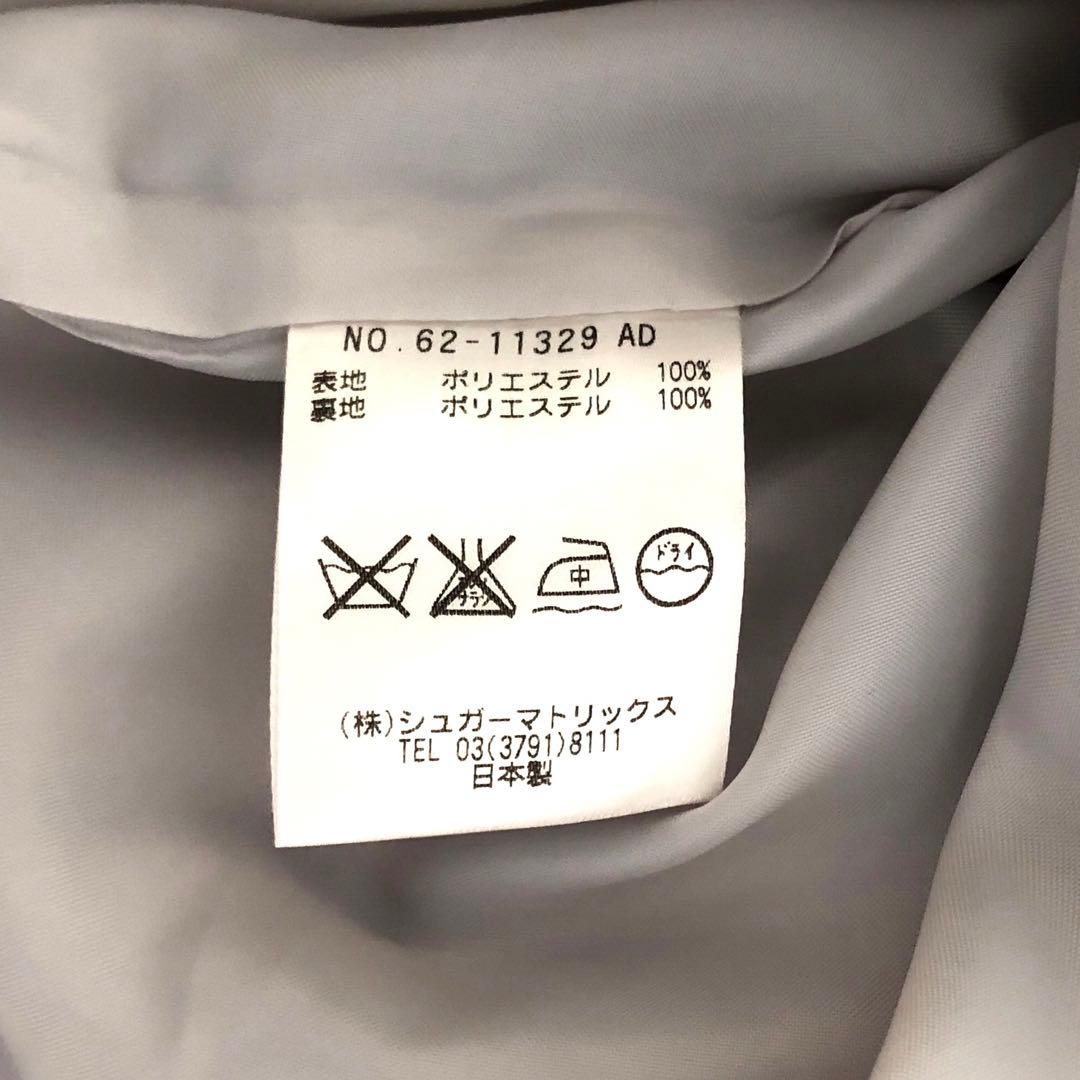 NO.62-11329 AD
表地 ポリエステル 100%
裏地 ポリエステル 100%
中 ドライ
(株)シュガーマトリックス
TEL 03(3791)8111
日本製